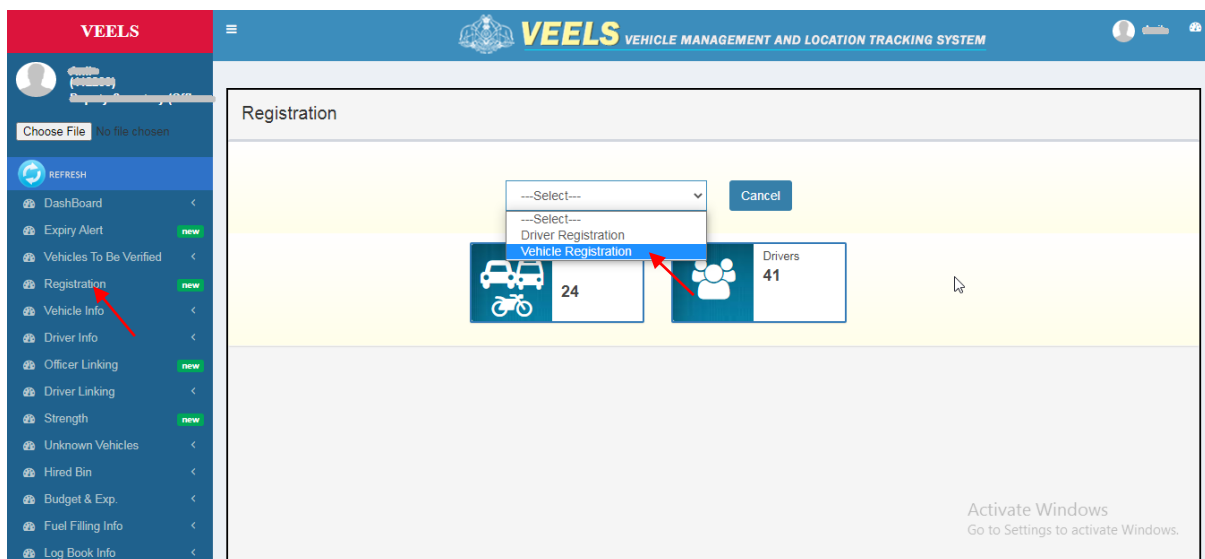 VEELS
VEELS VEHICLE MANAGEMENT AND LOCATION TRACKING SYSTEM
Choose File No file chosen
REFRESH
DashBoard
Expiry Alert new
Vehicles To Be Verified
Registration new
Vehicle Info
Driver Info
Officer Linking new
Driver Linking
Strength new
Unknown Vehicles
Hired Bin
Budget & Exp.
Fuel Filling Info
Log Book Info
Registration
---Select---
Cancel
---Select---
Driver Registration
Vehicle Registration
24
Drivers
41
Activate Windows
Go to Settings to activate Windows.